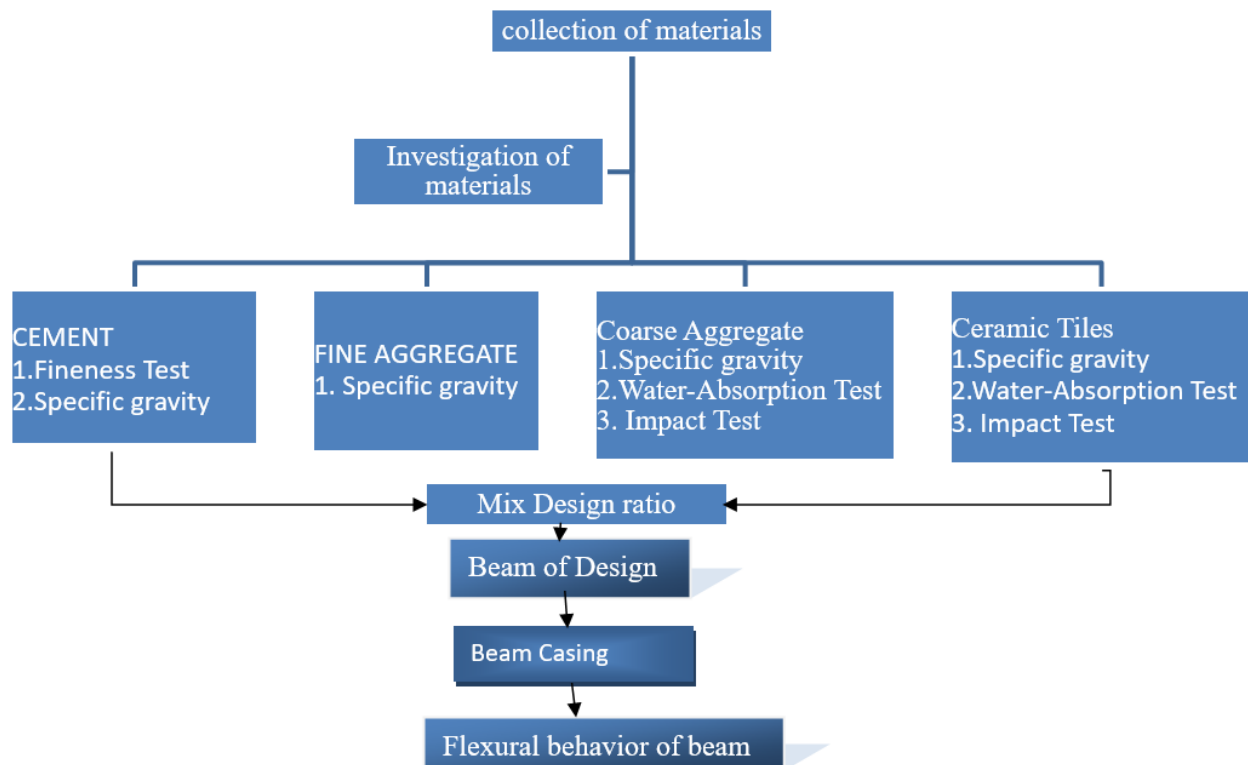 collection of materials
Investigation of
materials
CEMENT
1.Fineness Test
2.Specific gravity
FINE AGGREGATE
1. Specific gravity
Coarse Aggregate
1.Specific gravity
2.Water-Absorption Test
3. Impact Test
Ceramic Tiles
1.Specific gravity
2.Water-Absorption Test
3. Impact Test
Mix Design ratio
Beam of Design
Beam Casing
Flexural behavior of beam